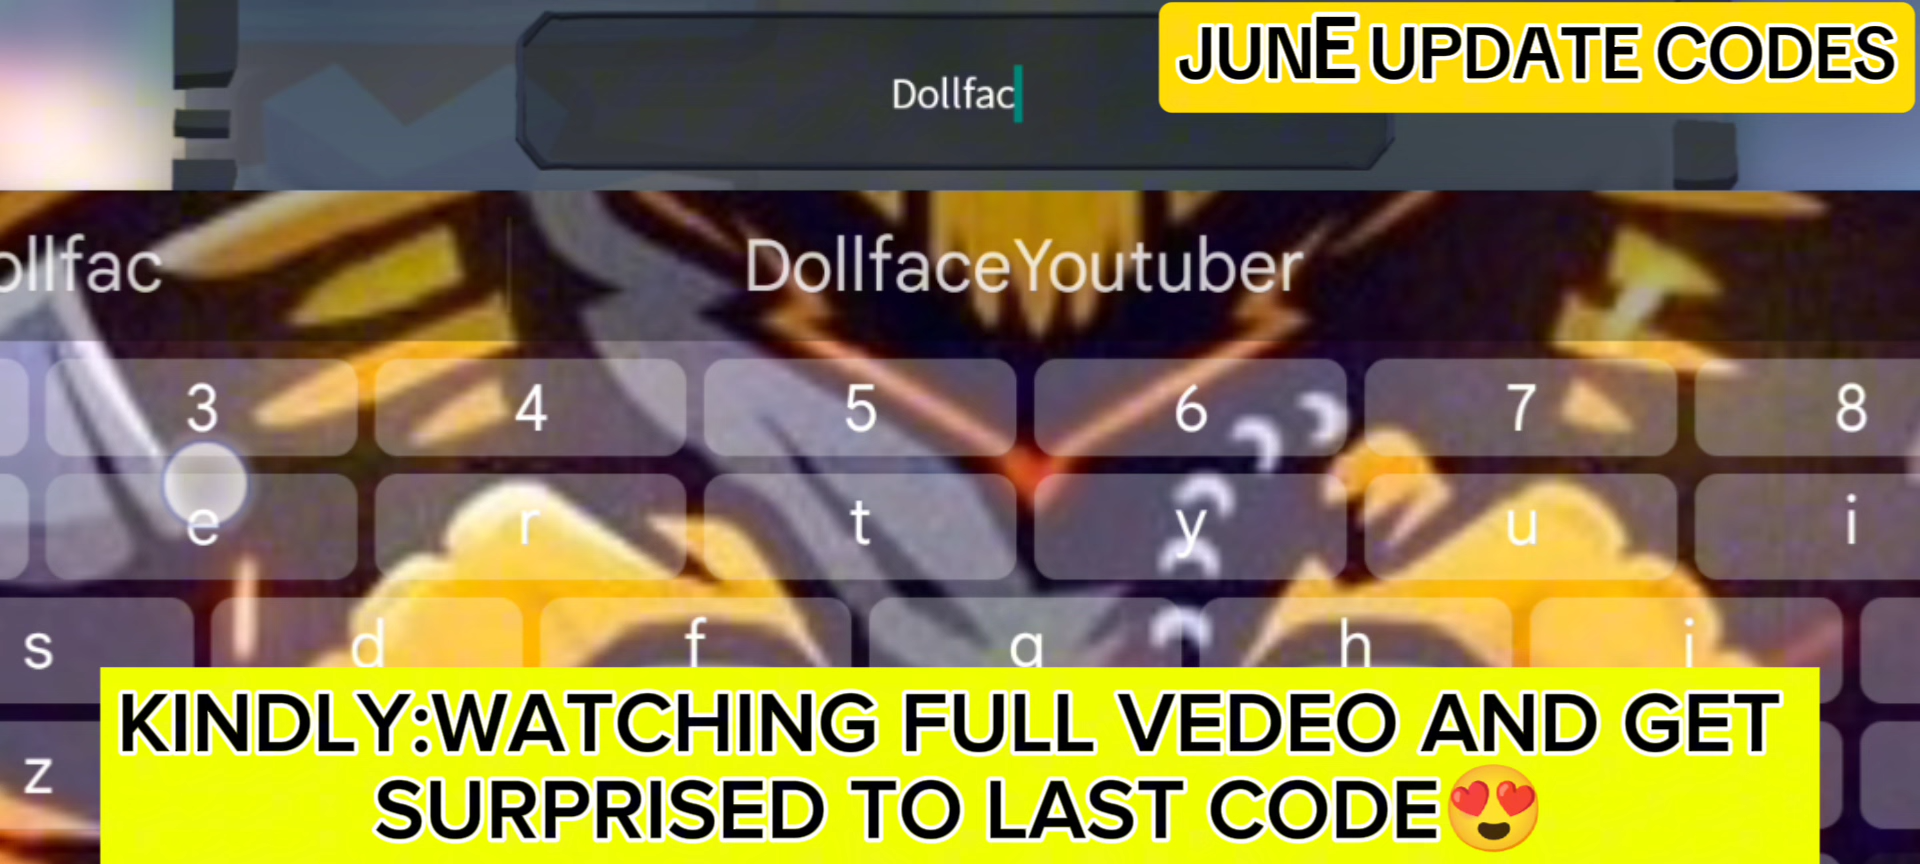 JUNE UPDATE CODES
Dollfac
ollfac DollfaceYoutuber
3 4 5 6 7 8
e r t y u i
s d f g h j
z
KINDLY:WATCHING FULL VEDEO AND GET
SURPRISED TO LAST CODE😍